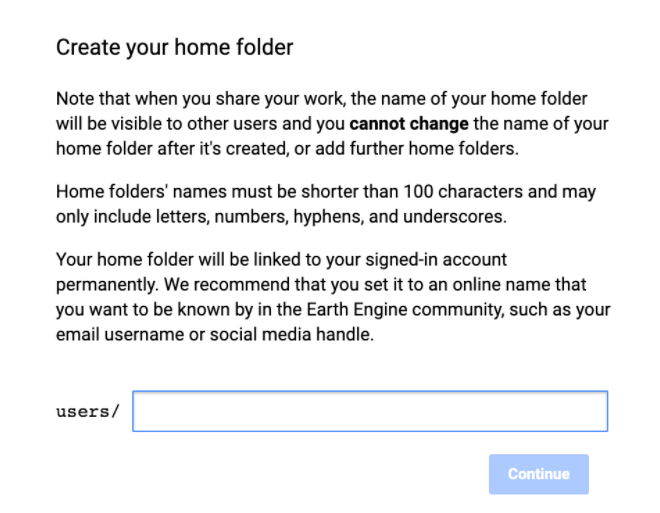 Create your home folder
Note that when you share your work, the name of your home folder
will be visible to other users and you cannot change the name of your
home folder after it's created, or add further home folders.
Home folders' names must be shorter than 100 characters and may
only include letters, numbers, hyphens, and underscores.
Your home folder will be linked to your signed-in account
permanently. We recommend that you set it to an online name that
you want to be known by in the Earth Engine community, such as your
email username or social media handle.
users/
Continue